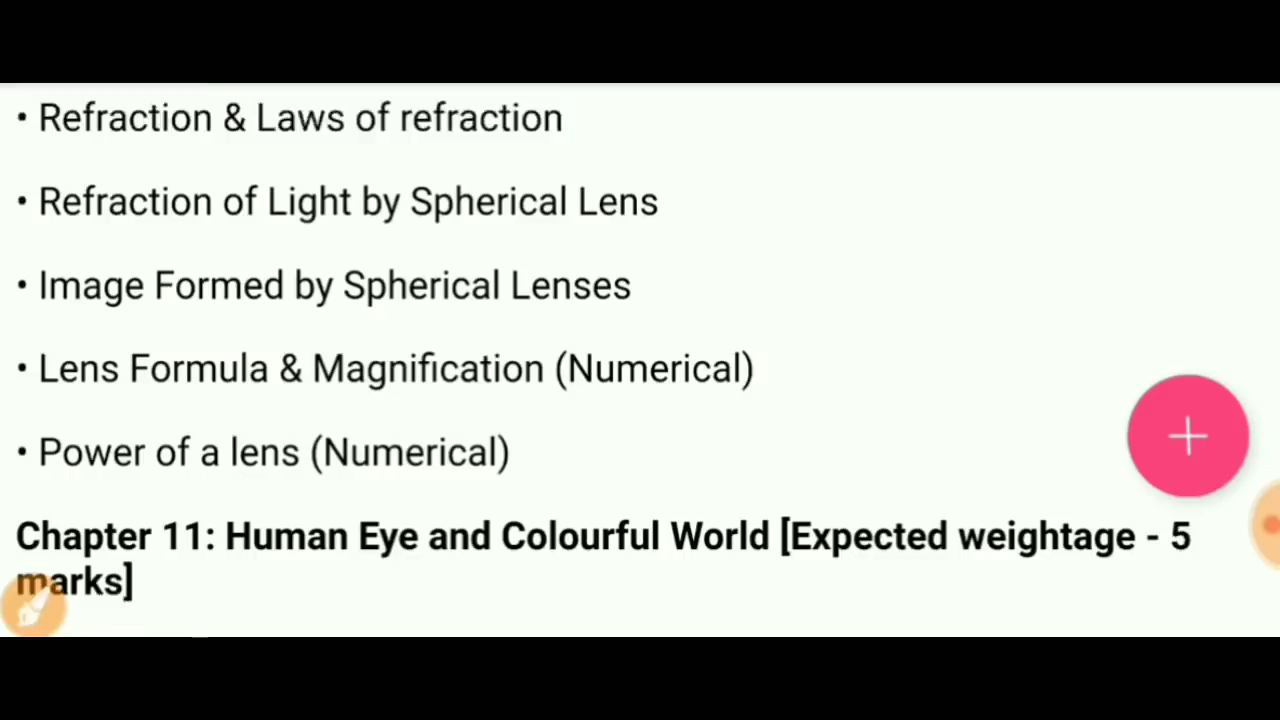 • Refraction & Laws of refraction
• Refraction of Light by Spherical Lens
• Image Formed by Spherical Lenses
• Lens Formula & Magnification (Numerical)
• Power of a lens (Numerical)
Chapter 11: Human Eye and Colourful World [Expected weightage - 5
marks]